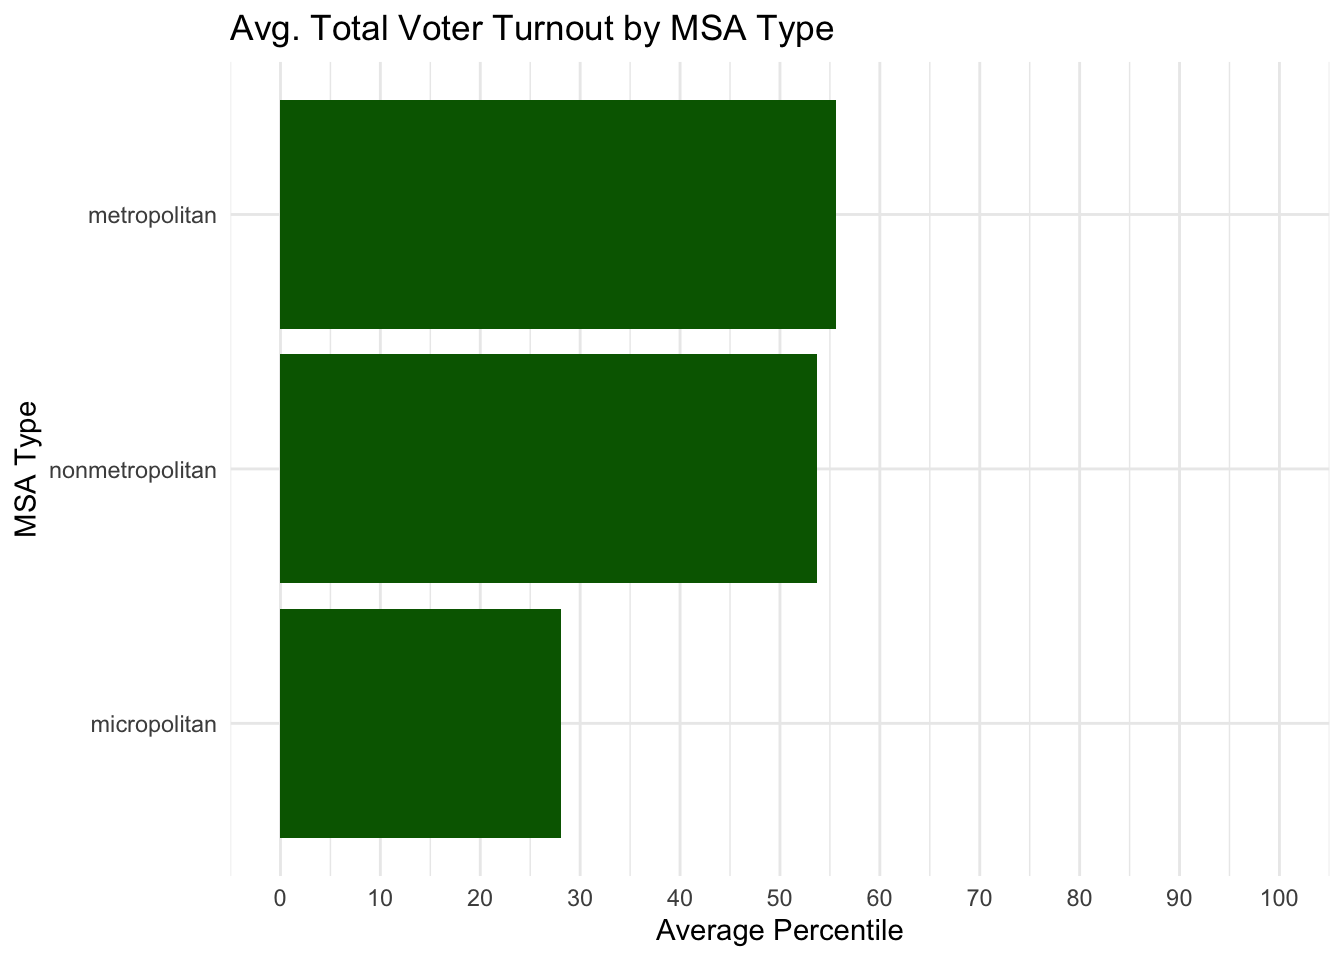 Avg. Total Voter Turnout by MSA Type
MSA Type
metropolitan
nonmetropolitan
micropolitan
0 10 20 30 40 50 60 70 80 90 100
Average Percentile